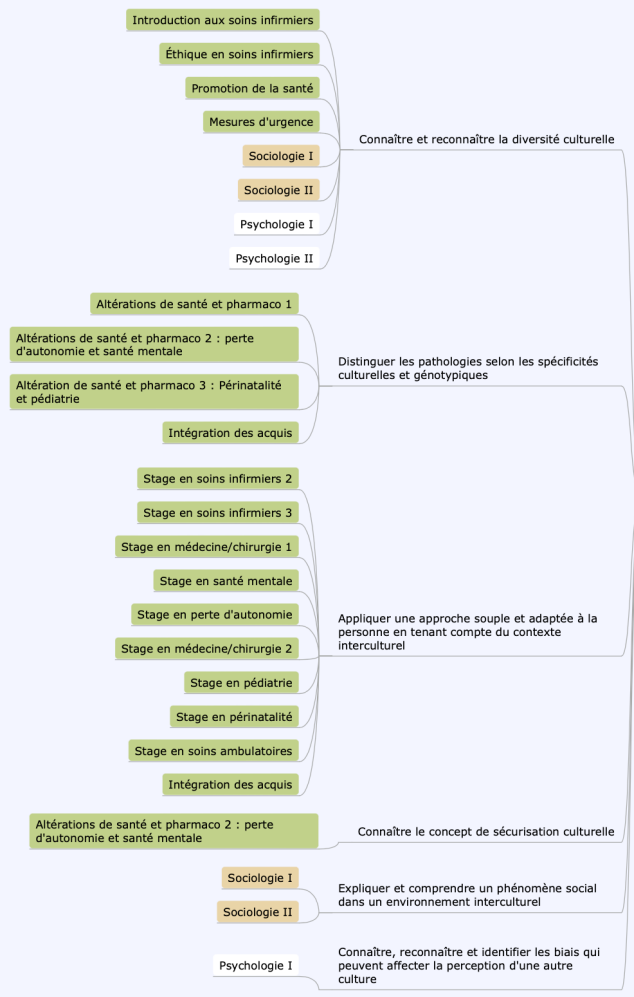 Introduction aux soins infirmiers
Éthique en soins infirmiers
Promotion de la santé
Mesures d'urgence
Sociologie I
Sociologie II
Psychologie I
Psychologie II
Connaître et reconnaître la diversité culturelle
Altérations de santé et pharmaco 1
Altérations de santé et pharmaco 2 : perte
d'autonomie et santé mentale
Altération de santé et pharmaco 3 : Périnatalité
et pédiatrie
Intégration des acquis
Distinguer les pathologies selon les spécificités
culturelles et génotypiques
Stage en soins infirmiers 2
Stage en soins infirmiers 3
Stage en médecine/chirurgie 1
Stage en santé mentale
Stage en perte d'autonomie
Stage en médecine/chirurgie 2
Stage en pédiatrie
Stage en périnatalité
Stage en soins ambulatoires
Intégration des acquis
Appliquer une approche souple et adaptée à la
personne en tenant compte du contexte
interculturel
Altérations de santé et pharmaco 2 : perte
d'autonomie et santé mentale
Connaître le concept de sécurisation culturelle
Sociologie I
Sociologie II
Expliquer et comprendre un phénomène social
dans un environnement interculturel
Psychologie I
Connaître, reconnaître et identifier les biais qui
peuvent affecter la perception d'une autre
culture